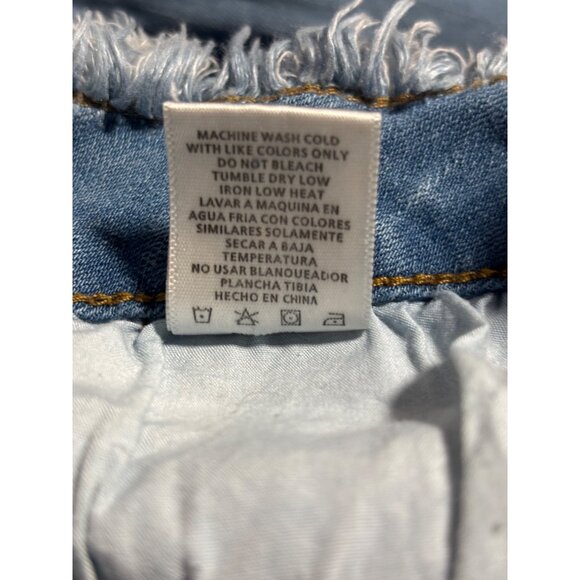 MACHINE WASH COLD
WITH LIKE COLORS ONLY
DO NOT BLEACH
TUMBLE DRY LOW
IRON LOW HEAT
LAVAR A MAQUINA EN
AGUA FRIA CON COLORES
SIMILARES SOLAMENTE
SECAR A BAJA
TEMPERATURA
NO USAR BLANQUEADOR
PLANCHA TIBIA
HECHO EN CHINA